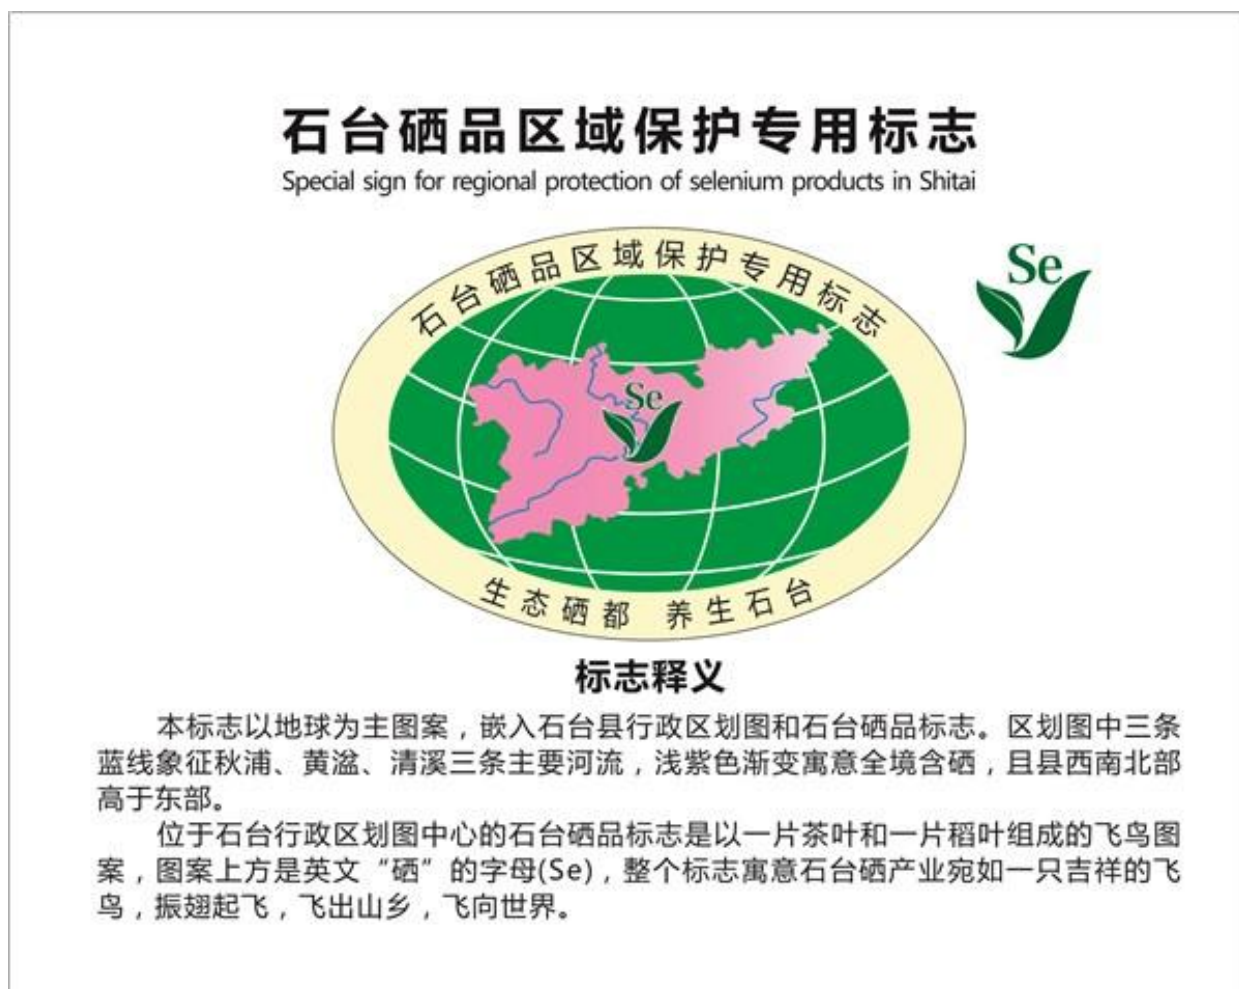 石台硒品区域保护专用标志
Special sign for regional protection of selenium products in Shitai
石台硒品区域保护专用标志
Se
Se
生态硒都 养生石台
标志释义
本标志以地球为主图案，嵌入石台县行政区划图和石台硒品标志。区划图中三条
蓝线象征秋浦、黄湓、清溪三条主要河流，浅紫色渐变寓意全境含硒，且县西南北部
高于东部。
位于石台行政区划图中心的石台硒品标志是以一片茶叶和一片稻叶组成的飞鸟图
案，图案上方是英文“硒”的字母(Se)，整个标志寓意石台硒产业宛如一只吉祥的飞
鸟，振翅起飞，飞出山乡，飞向世界。